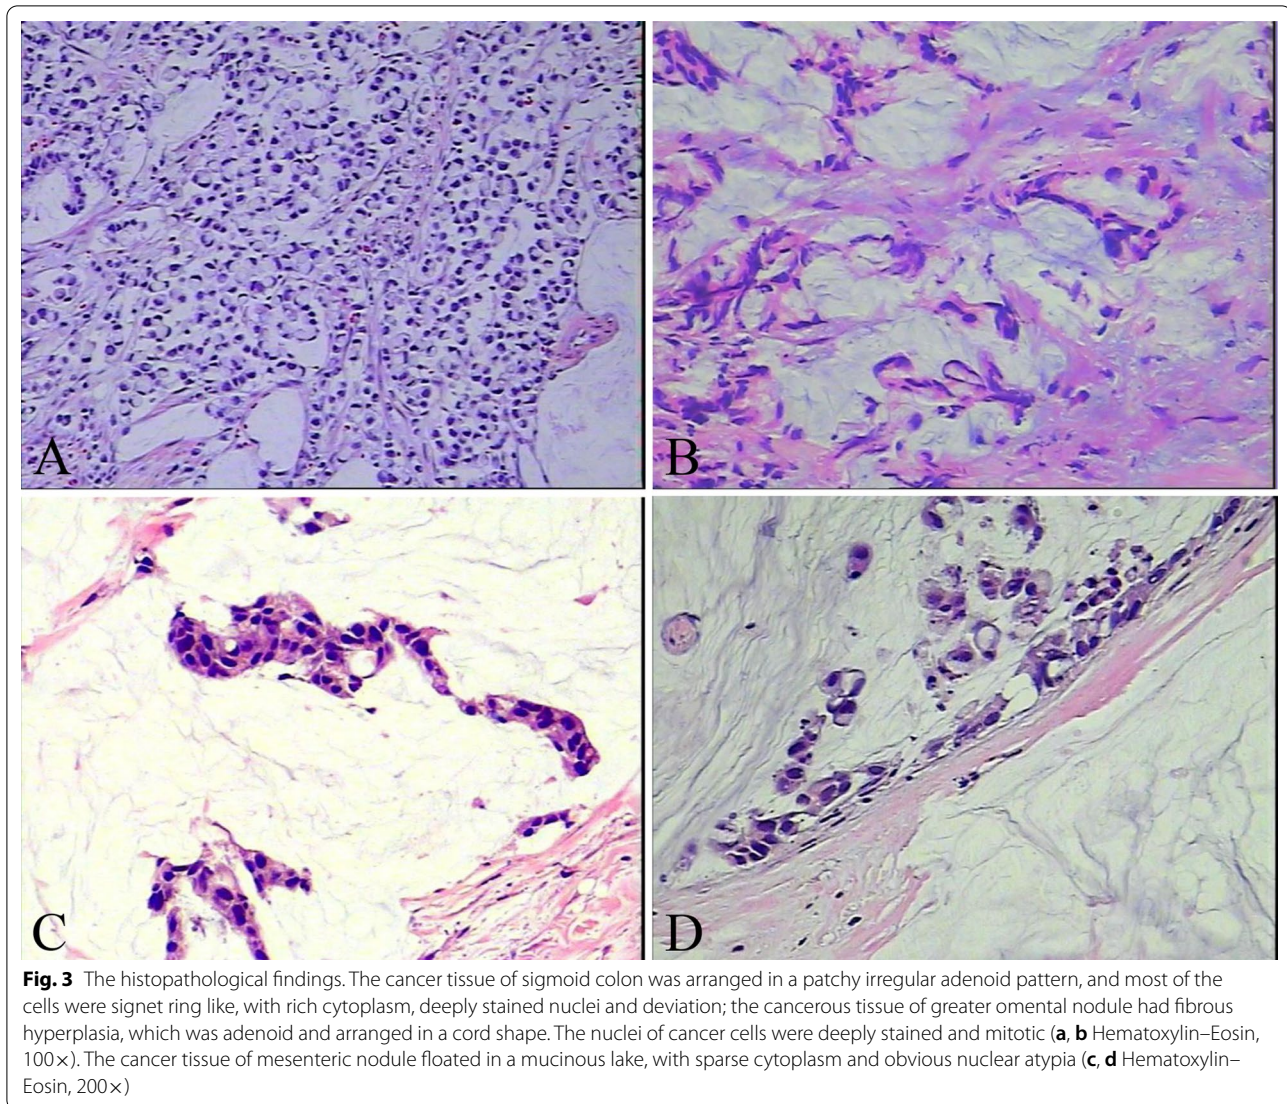 A
B
C
D
Fig. 3 The histopathological findings. The cancer tissue of sigmoid colon was arranged in a patchy irregular adenoid pattern, and most of the
cells were signet ring like, with rich cytoplasm, deeply stained nuclei and deviation; the cancerous tissue of greater omental nodule had fibrous
hyperplasia, which was adenoid and arranged in a cord shape. The nuclei of cancer cells were deeply stained and mitotic (a, b Hematoxylin–Eosin,
100×). The cancer tissue of mesenteric nodule floated in a mucinous lake, with sparse cytoplasm and obvious nuclear atypia (c, d Hematoxylin–
Eosin, 200×)